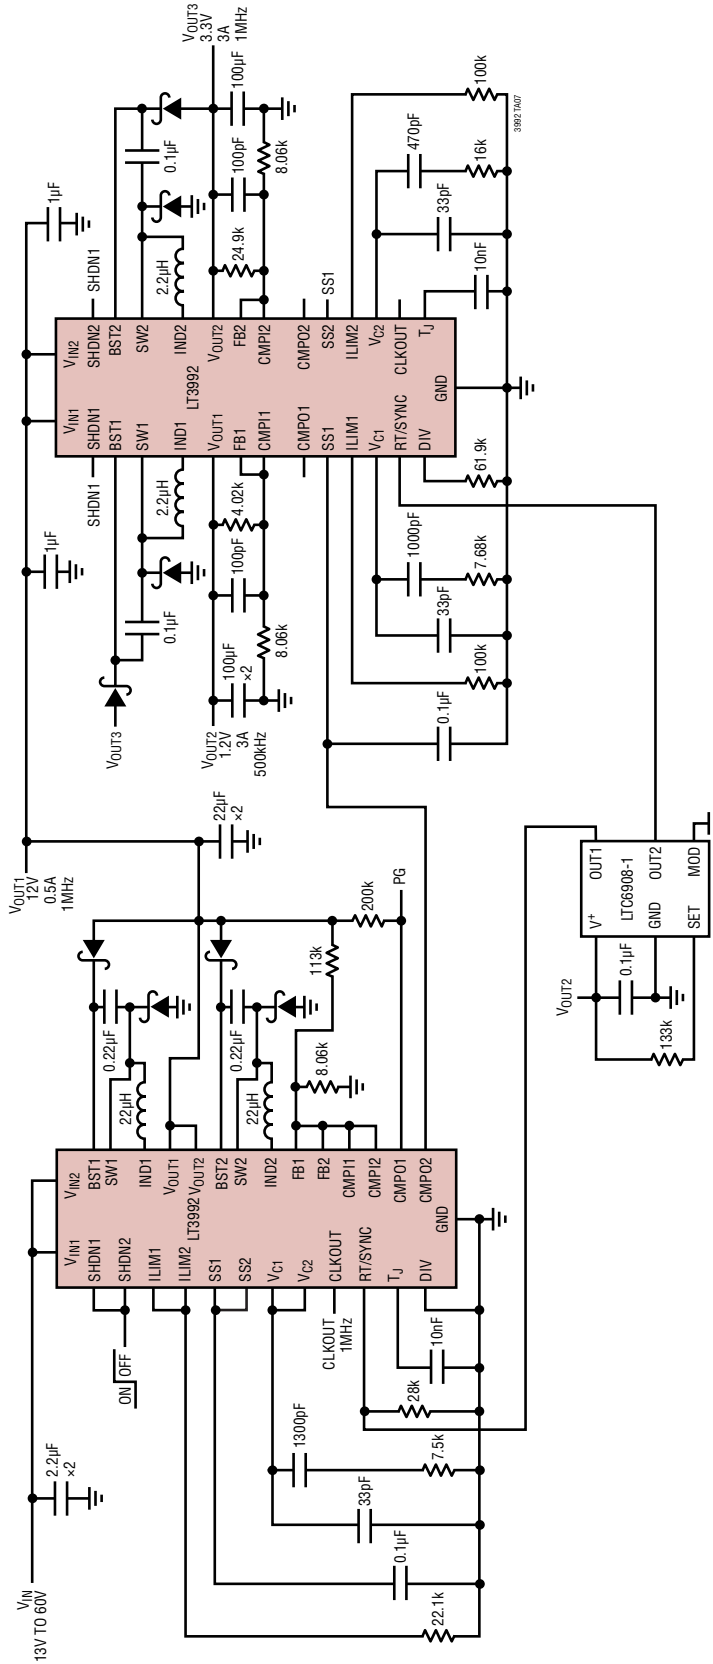 VIN
13V TO 60V
2.2µF
×2
ON OFF
VIN1
VIN2
SHDN1
SHDN2
ILIM1
ILIM2
SS1
SS2
VC1
VC2
CLKOUT
RT/SYNC
TJ
DIV
LT3992
BST1
SW1
IND1
VOUT1
VOUT2
BST2
SW2
IND2
FB1
FB2
CMPI1
CMPI2
CMPO1
CMPO2
GND
CLKOUT
1MHz
22.1k
0.1µF
33pF
1300pF
7.5k
28k
10nF
0.22µF
22µH
0.22µF
22µH
8.06k
113k
200k
PG
22µF
×2
VOUT1
12V
0.5A
1MHz
VOUT3
0.1µF
1µF
2.2µH
SHDN1
VOUT2
1.2V
3A
500kHz
100µF
×2
100pF
4.02k
8.06k
0.1µF
100k
33pF
1000pF
7.68k
61.9k
VIN1
VIN2
SHDN1
BST1
SW1
IND1
VOUT1
FB1
CMPI1
CMPO1
SS1
ILIM1
VC1
RT/SYNC
DIV
LT3992
SHDN2
BST2
SW2
IND2
VOUT2
FB2
CMPI2
CMPO2
SS2
ILIM2
VC2
CLKOUT
TJ
GND
1µF
SHDN1
0.1µF
2.2µH
24.9k
100pF
100µF
8.06k
VOUT3
3.3V
3A
1MHz
SS1
10nF
33pF
470pF
16k
100k
VOUT2
0.1µF
133k
V+
GND
SET
LTC6908-1
OUT1
OUT2
MOD
3992 TA07